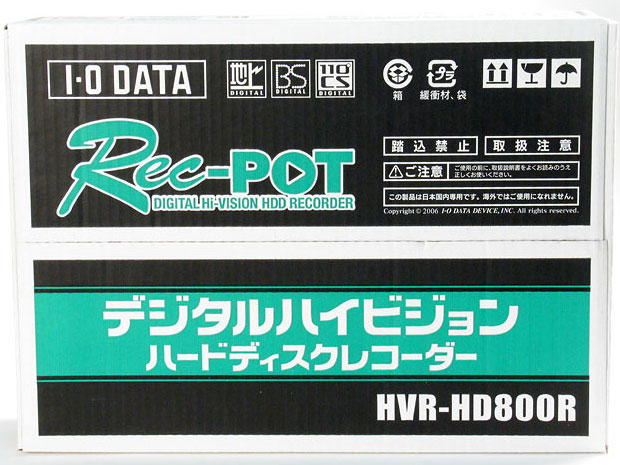 I-O DATA
地上 DIGITAL
BS DIGITAL
110°CS DIGITAL
箱
プラ
緩衝材、袋
Rec-POT
DIGITAL Hi-VISION HDD RECORDER
踏込禁止
取扱注意
ご注意
ご使用の前に、取扱説明書をよくお読みのうえ
正しくお使いください。
この製品は日本国内専用です。海外ではご使用になれません。
Copyright © 2006 I-O DATA DEVICE, INC. All rights reserved.
デジタルハイビジョン
ハードディスクレコーダー
HVR-HD800R